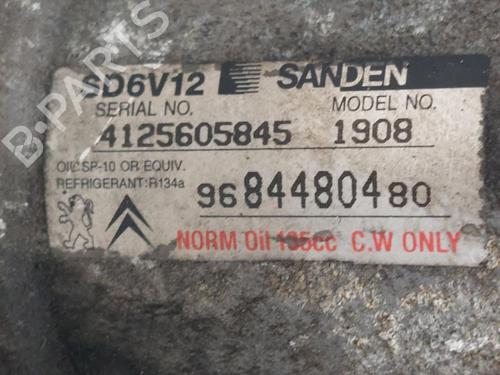 SD6V12 SANDEN
SERIAL NO. MODEL NO.
4125605845 1908
OIL SP-10 OR EQUIV.
REFRIGERANT: R134a
9684480480
NORM Oil 135cc C.W ONLY
B-PARTS